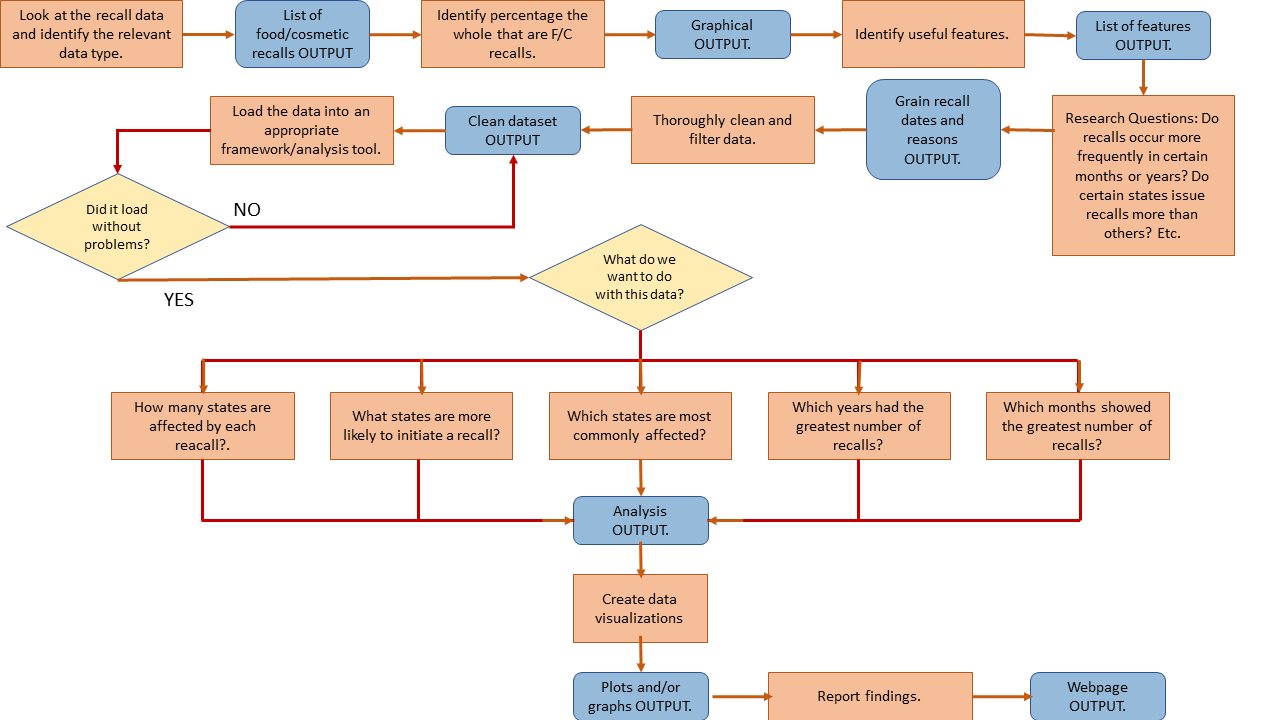 Look at the recall data
and identify the relevant
data type.
List of
food/cosmetic
recalls OUTPUT
Identify percentage the
whole that are F/C
recalls.
Graphical
OUTPUT.
Identify useful features.
List of features
OUTPUT.
Research Questions: Do
recalls occur more
frequently in certain
months or years? Do
certain states issue
recalls more than
others? Etc.
Grain recall
dates and
reasons
OUTPUT.
Thoroughly clean and
filter data.
Clean dataset
OUTPUT
Load the data into an
appropriate
framework/analysis tool.
Did it load
without
problems?
NO
YES
What do we
want to do
with this data?
How many states are
affected by each
reacall?.
What states are more
likely to initiate a recall?
Which states are most
commonly affected?
Which years had the
greatest number of
recalls?
Which months showed
the greatest number of
recalls?
Analysis
OUTPUT.
Create data
visualizations
Plots and/or
graphs OUTPUT.
Report findings.
Webpage
OUTPUT.